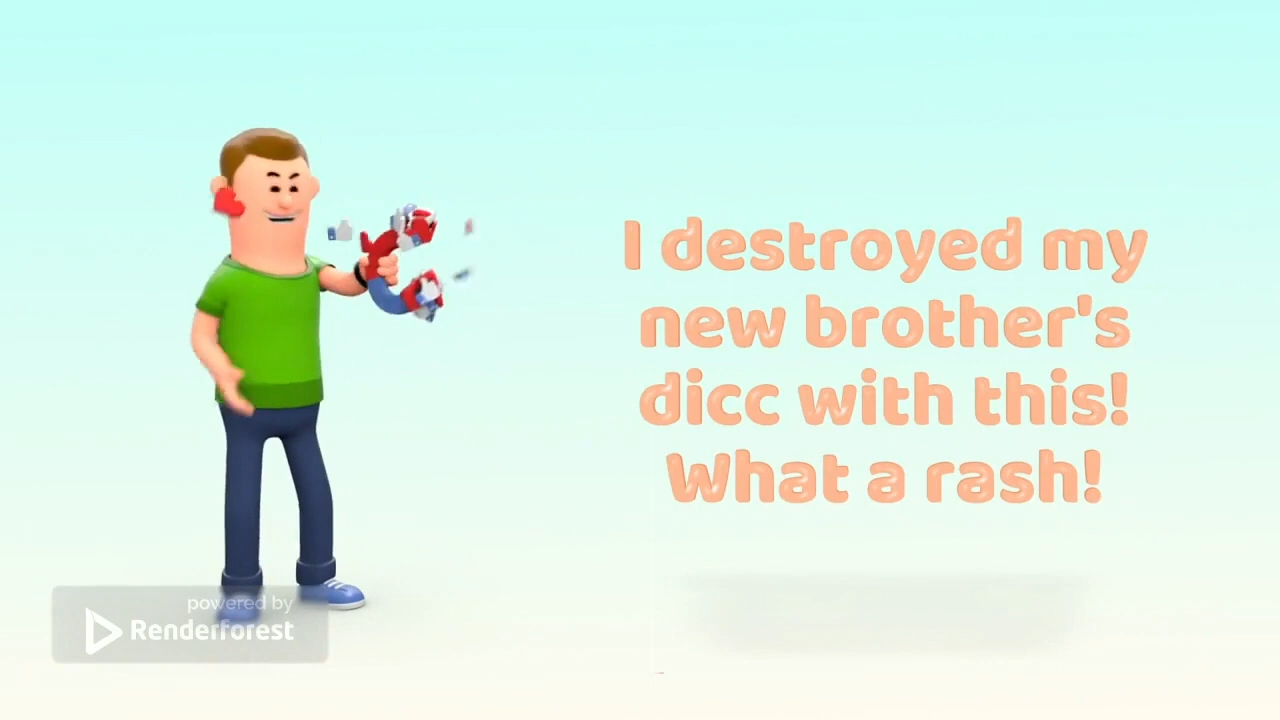 I destroyed my
new brother's
dicc with this!
What a rash!
powered by
Renderforest